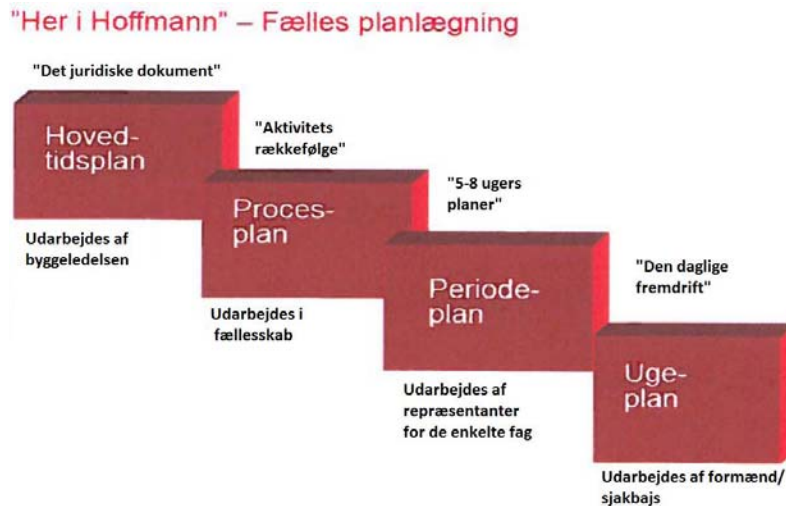 "Her i Hoffmann" – Fælles planlægning
"Det juridiske dokument"
Hoved-
tidsplan
Udarbejdes af
byggeledelsen
"Aktivitets
rækkefølge"
Proces-
plan
Udarbejdes i
fællesskab
"5-8 ugers
planer"
Periode-
plan
Udarbejdes af
repræsentanter
for de enkelte fag
"Den daglige
fremdrift"
Uge-
plan
Udarbejdes af formænd/
sjakbajs